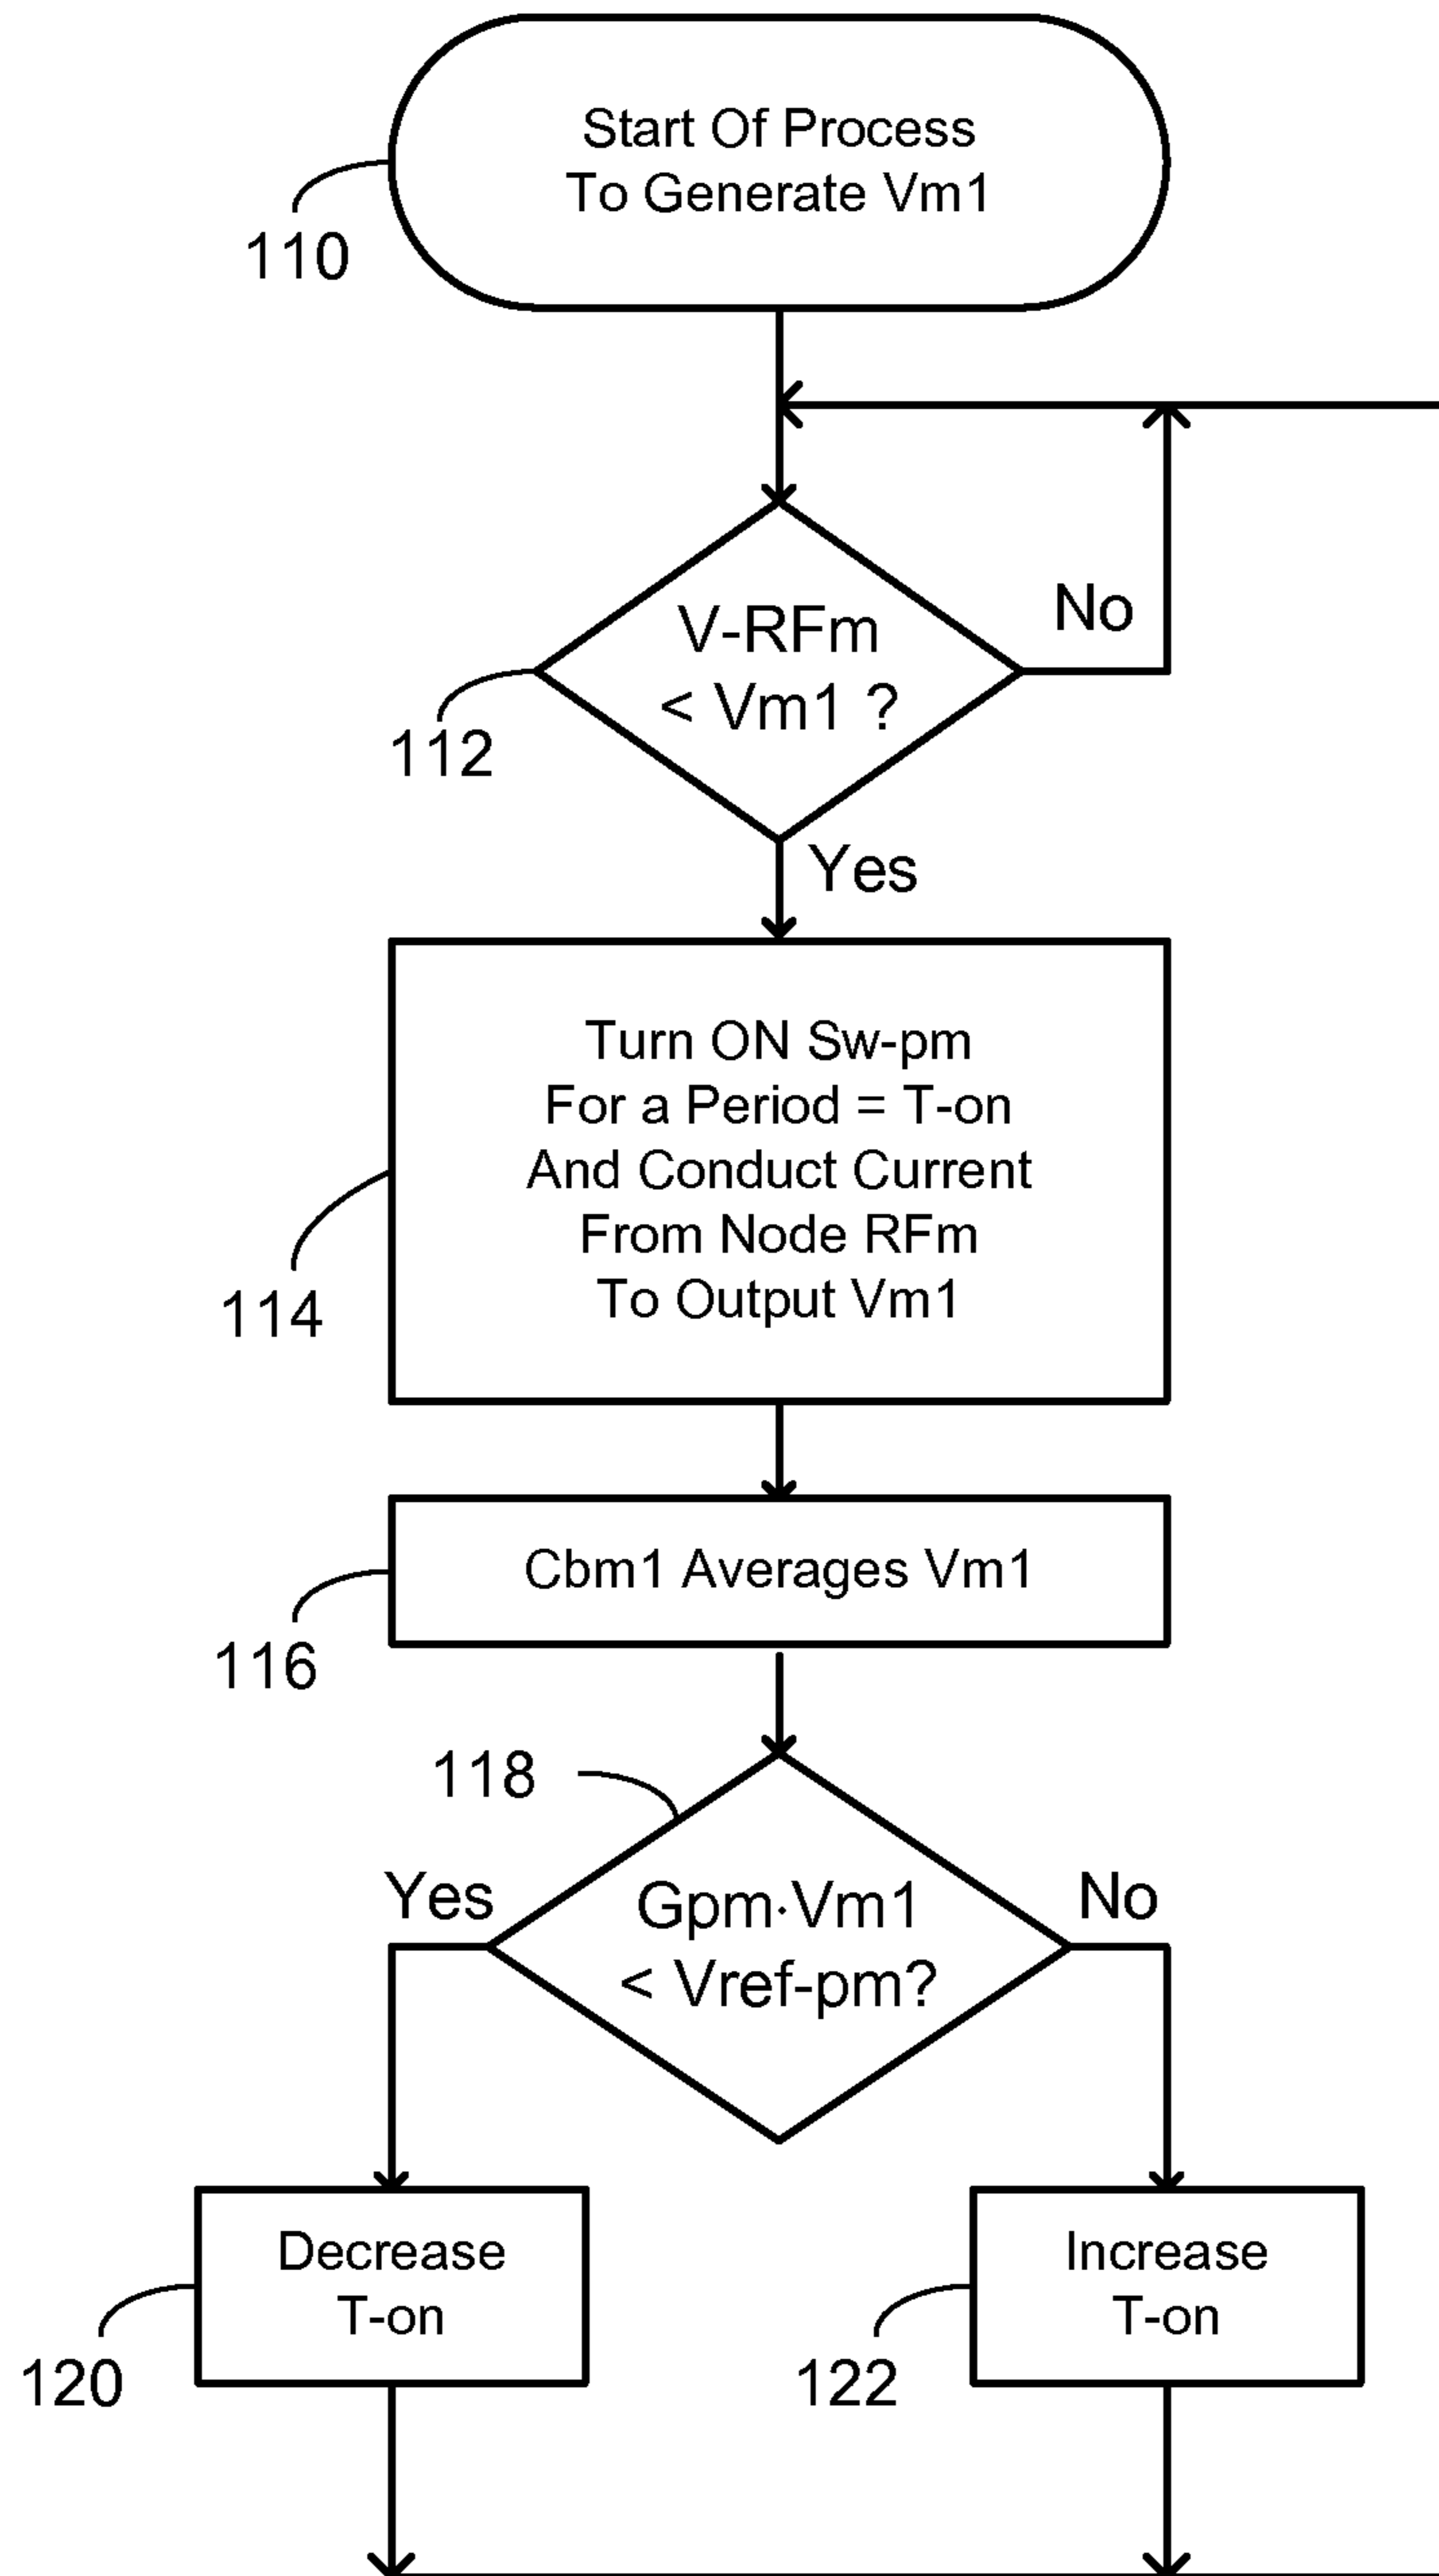 Start Of Process
To Generate Vm1
110
V-RFm
< Vm1 ?
No
112
Yes
Turn ON Sw-pm
For a Period = T-on
And Conduct Current
From Node RFm
To Output Vm1
114
Cbm1 Averages Vm1
116
118
Yes
Gpm·Vm1
< Vref-pm?
No
Decrease
T-on
120
Increase
T-on
122